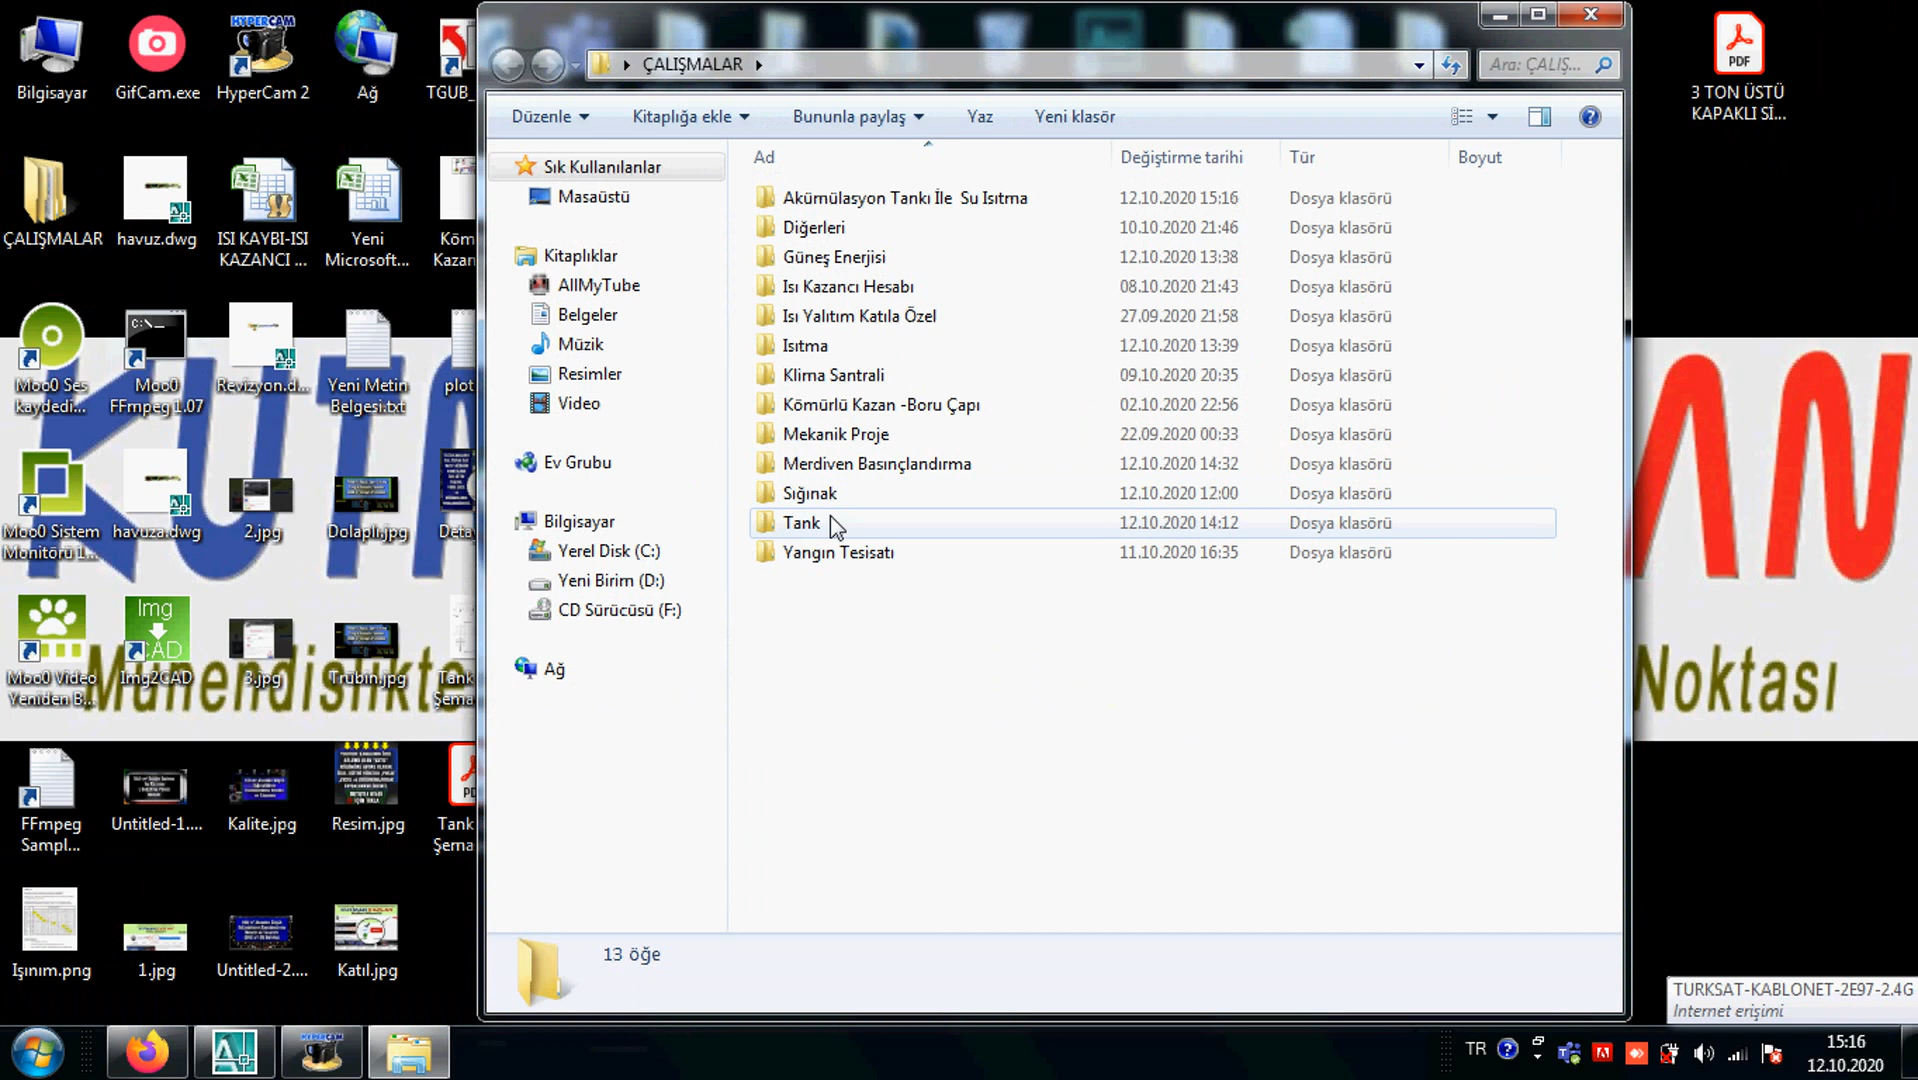 Bilgisayar
GifCam.exe
HyperCam 2
Ağ
TGUB_
ÇALIŞMALAR
havuz.dwg
ISI KAYBI-ISI
KAZANCI ...
Yeni
Microsoft...
Köm
Kazan
Moo0 Ses
kaydedi...
Moo0
FFmpeg 1.07
Revizyon.d...
Yeni Metin
Belgesi.txt
plot
Moo0 Sistem
Monitörü 1...
havuza.dwg
2.jpg
Dolaplı.jpg
Deta
Moo0 Video
Yeniden B...
Img
CAD
Img2CAD
3.jpg
Trübin.jpg
Tank
Şema
FFmpeg
Sampl...
Untitled-1....
Kalite.jpg
Resim.jpg
Tank
Şema
Işınım.png
1.jpg
Untitled-2....
Katıl.jpg
ÇALIŞMALAR
Ara: ÇALIŞ...
Düzenle
Kitaplığa ekle
Bununla paylaş
Yaz
Yeni klasör
Sık Kullanılanlar
Masaüstü
Kitaplıklar
AllMyTube
Belgeler
Müzik
Resimler
Video
Ev Grubu
Bilgisayar
Yerel Disk (C:)
Yeni Birim (D:)
CD Sürücüsü (F:)
Ağ
Ad Değiştirme tarihi Tür Boyut
Akümülasyon Tankı İle  Su Isıtma 12.10.2020 15:16 Dosya klasörü
Diğerleri 10.10.2020 21:46 Dosya klasörü
Güneş Enerjisi 12.10.2020 13:38 Dosya klasörü
Isı Kazancı Hesabı 08.10.2020 21:43 Dosya klasörü
Isı Yalıtım Katıla Özel 27.09.2020 21:58 Dosya klasörü
Isıtma 12.10.2020 13:39 Dosya klasörü
Klima Santrali 09.10.2020 20:35 Dosya klasörü
Kömürlü Kazan -Boru Çapı 02.10.2020 22:56 Dosya klasörü
Mekanik Proje 22.09.2020 00:33 Dosya klasörü
Merdiven Basınçlandırma 12.10.2020 14:32 Dosya klasörü
Sığınak 12.10.2020 12:00 Dosya klasörü
Tank 12.10.2020 14:12 Dosya klasörü
Yangın Tesisatı 11.10.2020 16:35 Dosya klasörü
13 öğe
PDF
3 TON ÜSTÜ
KAPAKLI Sİ...
KUTA
AN
Mühendislikte
Noktası
TURKSAT-KABLONET-2E97-2.4G
Internet erişimi
TR
15:16
12.10.2020